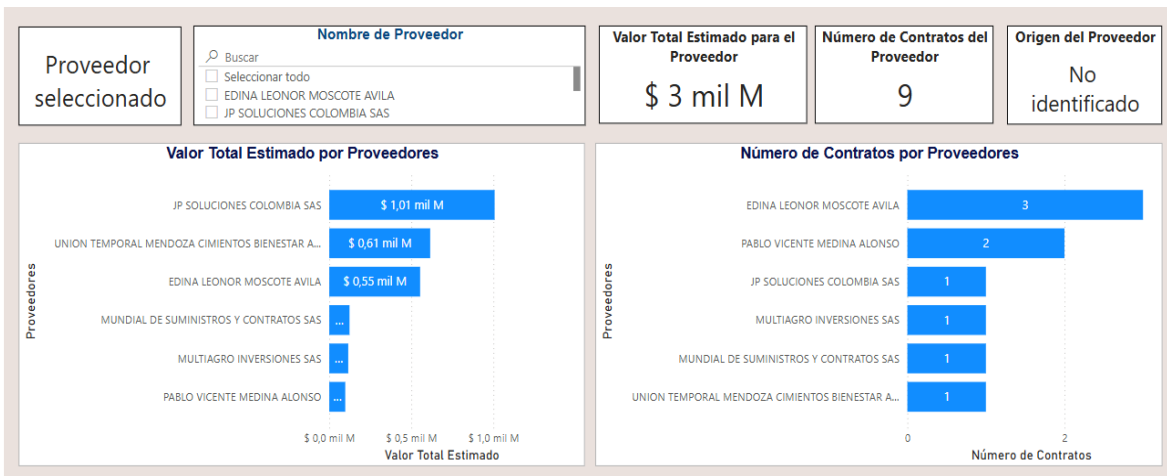 Proveedor
seleccionado
Nombre de Proveedor
Buscar
Seleccionar todo
EDINA LEONOR MOSCOTE AVILA
JP SOLUCIONES COLOMBIA SAS
Valor Total Estimado para el
Proveedor
$ 3 mil M
Número de Contratos del
Proveedor
9
Origen del Proveedor
No
identificado
Valor Total Estimado por Proveedores
Proveedores
JP SOLUCIONES COLOMBIA SAS
$ 1,01 mil M
UNION TEMPORAL MENDOZA CIMIENTOS BIENESTAR A...
$ 0,61 mil M
EDINA LEONOR MOSCOTE AVILA
$ 0,55 mil M
MUNDIAL DE SUMINISTROS Y CONTRATOS SAS
...
MULTIAGRO INVERSIONES SAS
...
PABLO VICENTE MEDINA ALONSO
...
$ 0,0 mil M $ 0,5 mil M $ 1,0 mil M
Valor Total Estimado
Número de Contratos por Proveedores
Proveedores
EDINA LEONOR MOSCOTE AVILA
3
PABLO VICENTE MEDINA ALONSO
2
JP SOLUCIONES COLOMBIA SAS
1
MULTIAGRO INVERSIONES SAS
1
MUNDIAL DE SUMINISTROS Y CONTRATOS SAS
1
UNION TEMPORAL MENDOZA CIMIENTOS BIENESTAR A...
1
0 2
Número de Contratos